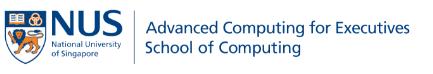 NUS
National University
of Singapore
Advanced Computing for Executives
School of Computing